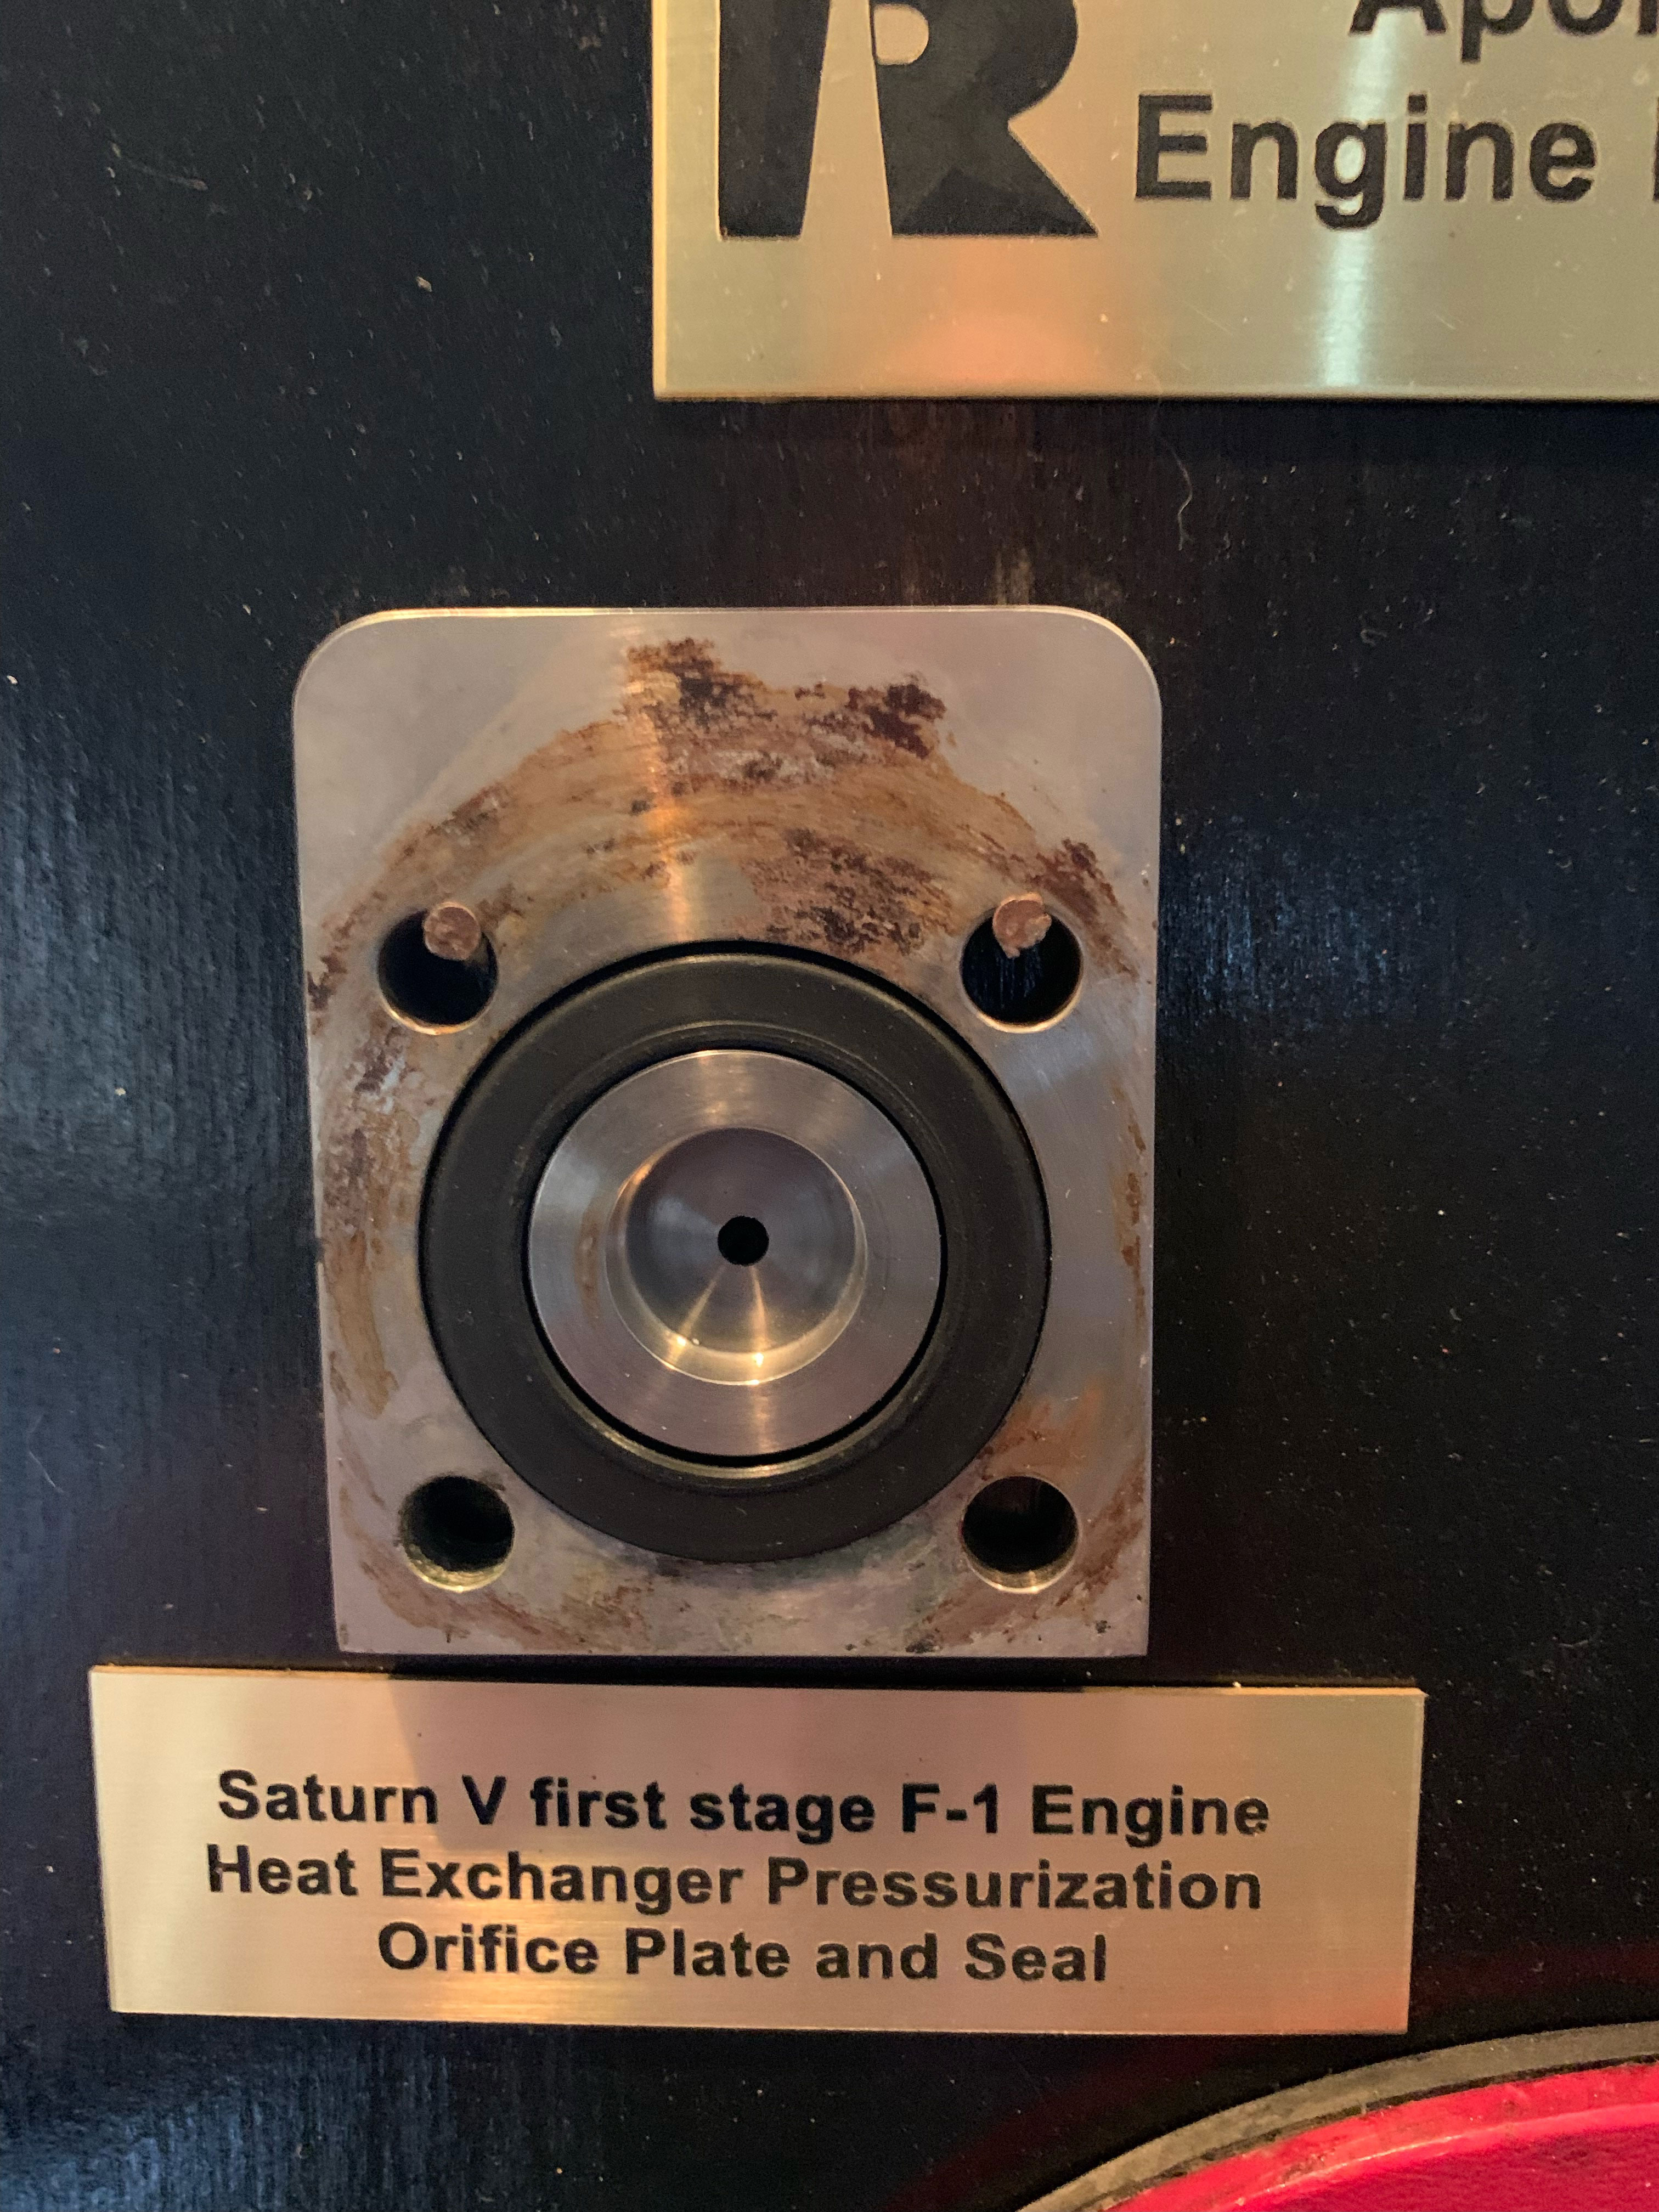 R
Engine
Saturn V first stage F-1 Engine
Heat Exchanger Pressurization
Orifice Plate and Seal